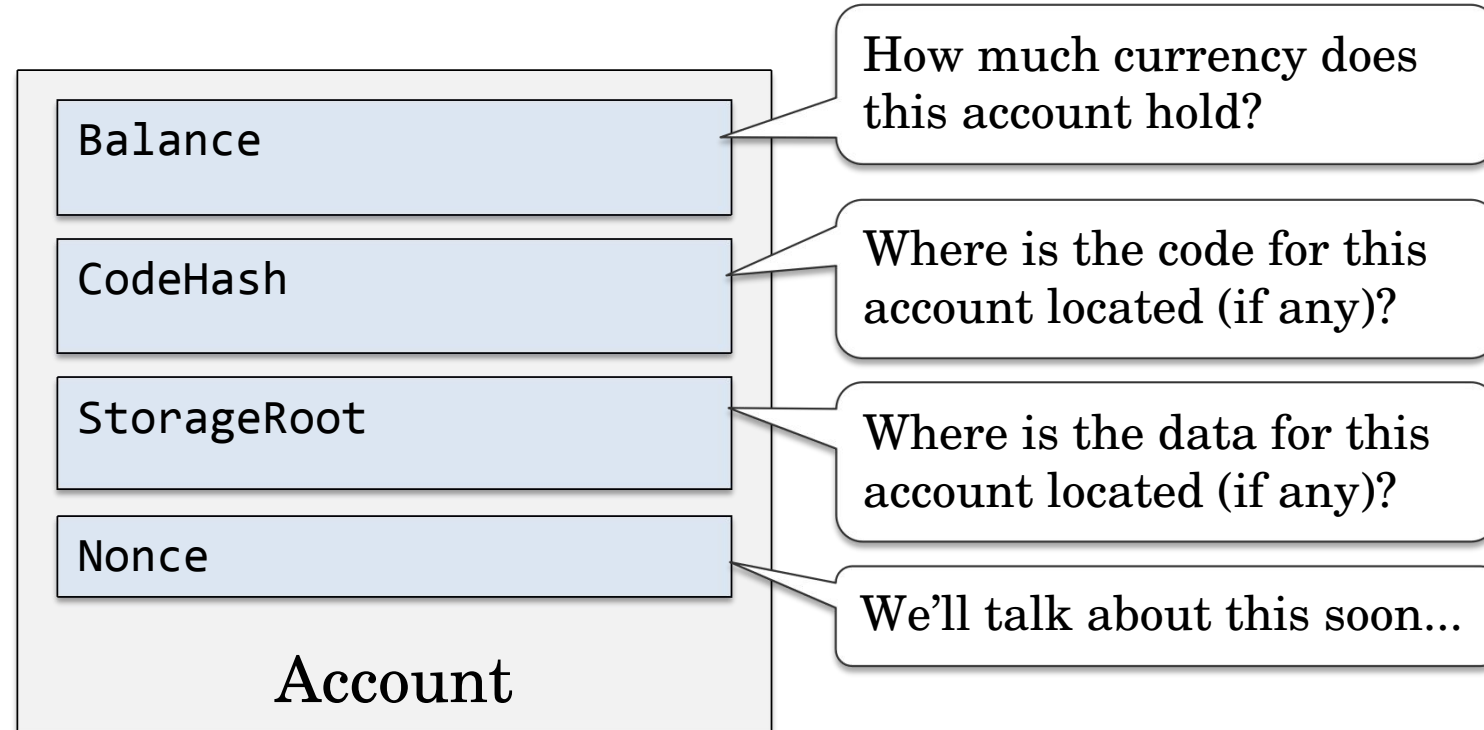 How much currency does
this account hold?
Balance
Where is the code for this
account located (if any)?
CodeHash
Where is the data for this
account located (if any)?
StorageRoot
Nonce
We’ll talk about this soon...
Account